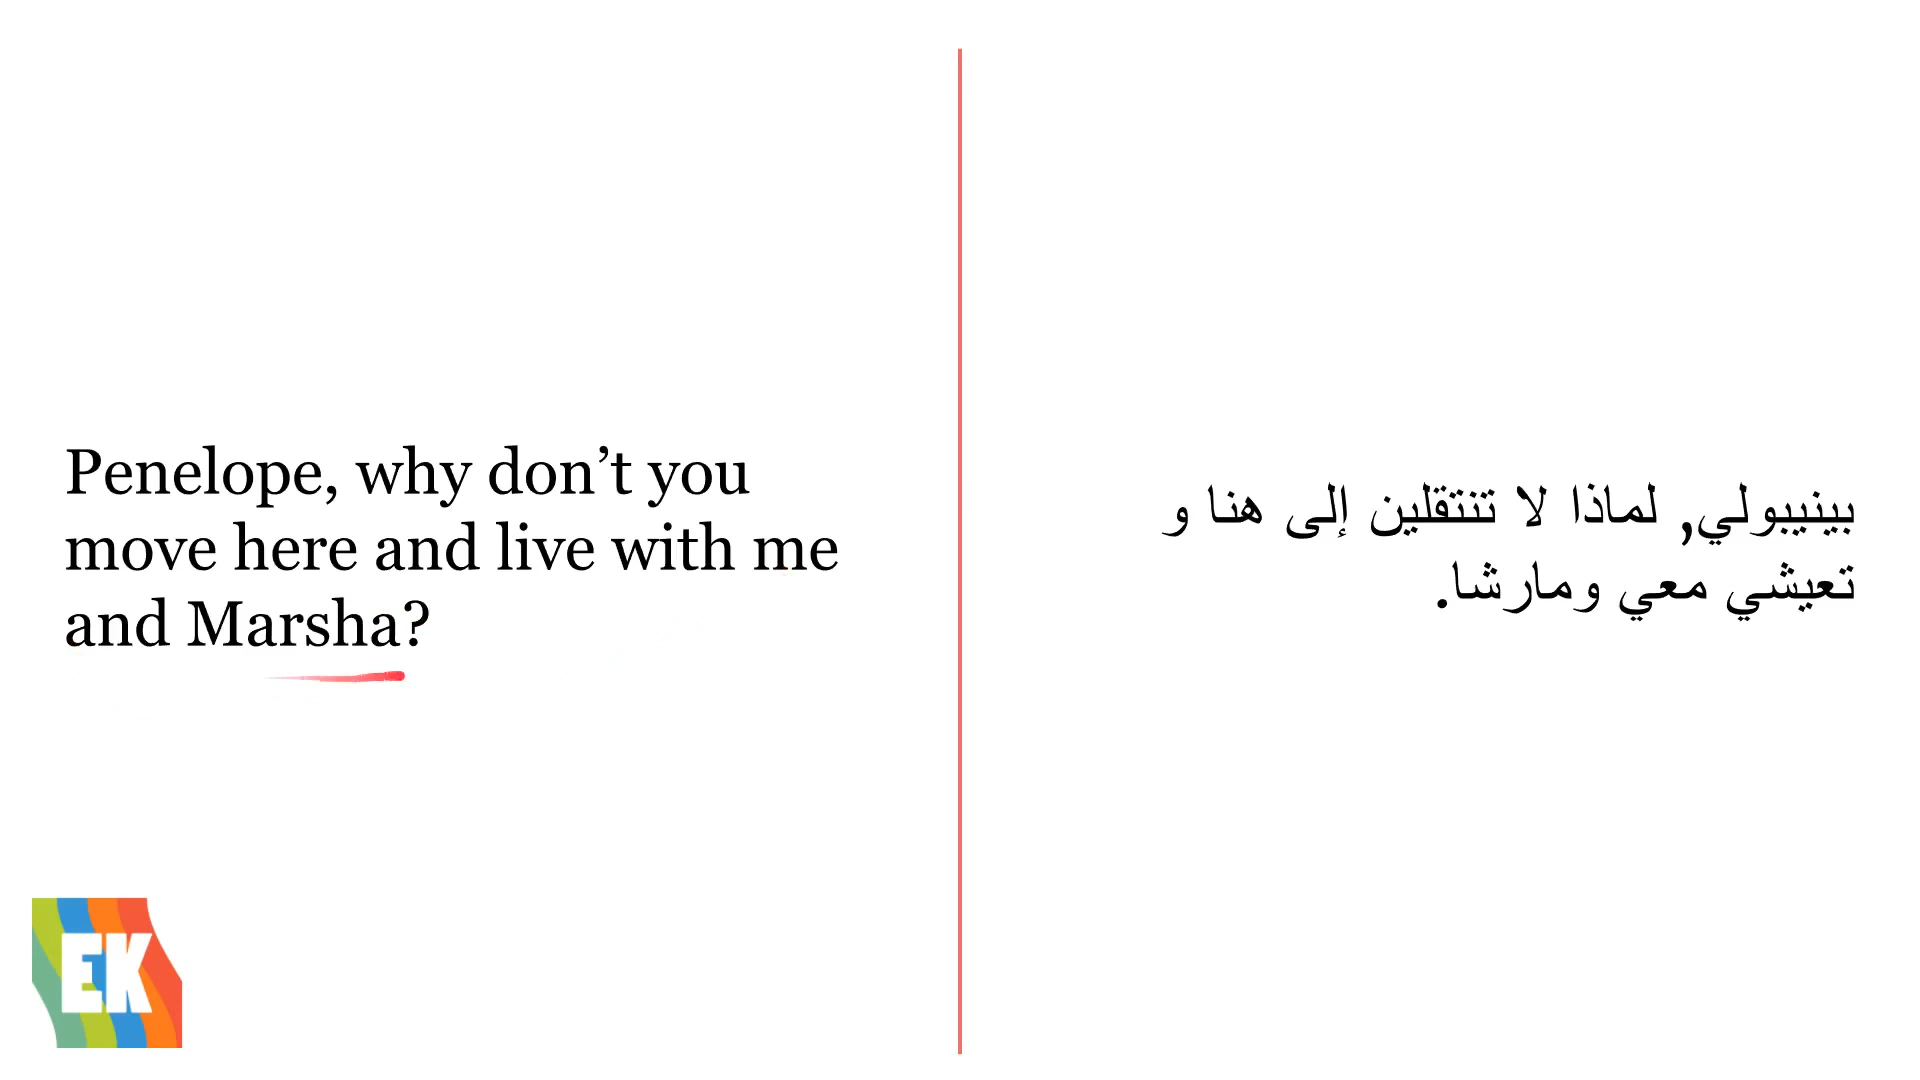 Penelope, why don’t you
move here and live with me
and Marsha?
بينيبولي, لماذا لا تنتقلين إلى هنا و
تعيشي معي ومارشا.
EK